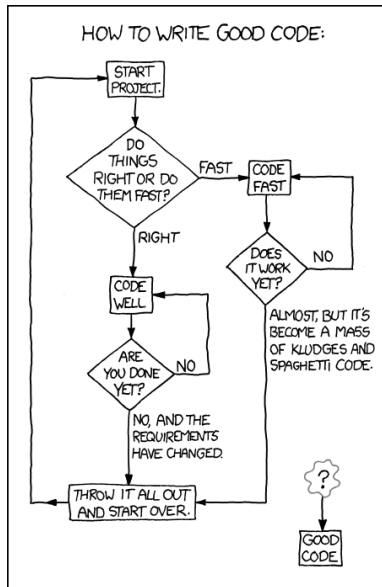 HOW TO WRITE GOOD CODE:
START
PROJECT.
DO
THINGS
RIGHT OR DO
THEM FAST?
FAST
CODE
FAST
RIGHT
DOES
IT WORK
YET?
NO
CODE
WELL
ALMOST, BUT IT'S
BECOME A MASS
OF KLUDGES AND
SPAGHETTI CODE.
ARE
YOU DONE
YET?
NO
NO, AND THE
REQUIREMENTS
HAVE CHANGED.
THROW IT ALL OUT
AND START OVER.
?
GOOD
CODE